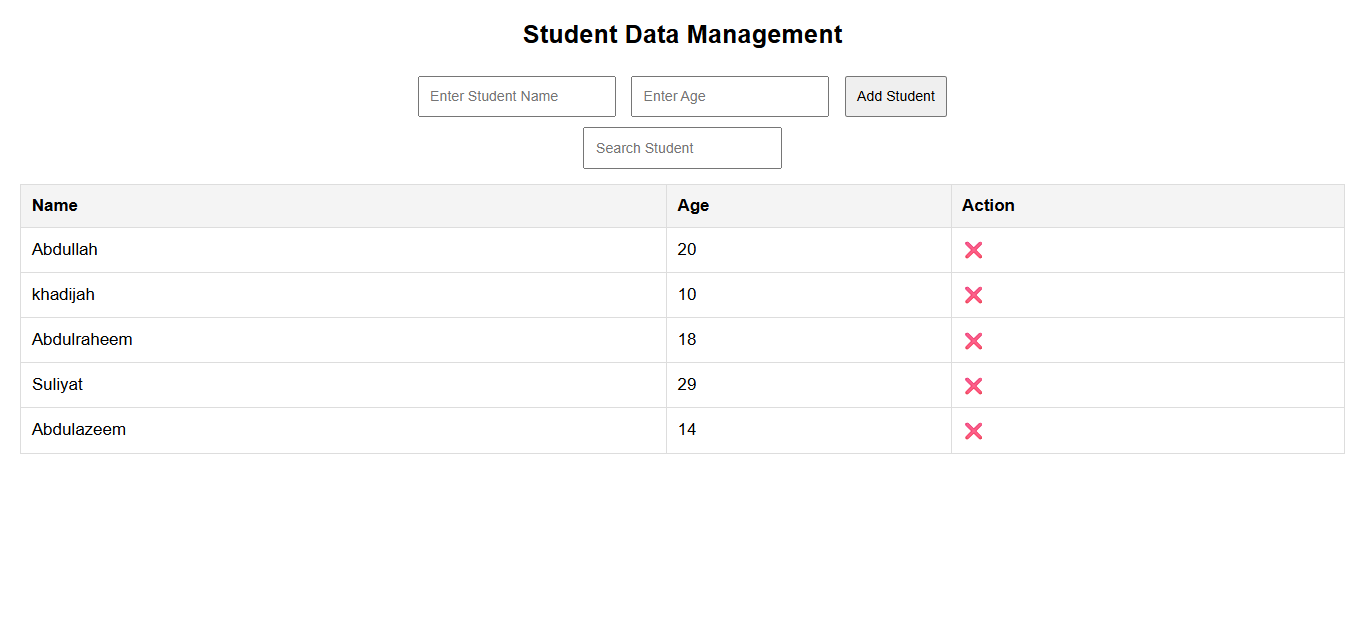 Student Data Management
Enter Student Name Enter Age Add Student
Search Student
Name Age Action
Abdullah 20
khadijah 10
Abdulraheem 18
Suliyat 29
Abdulazeem 14